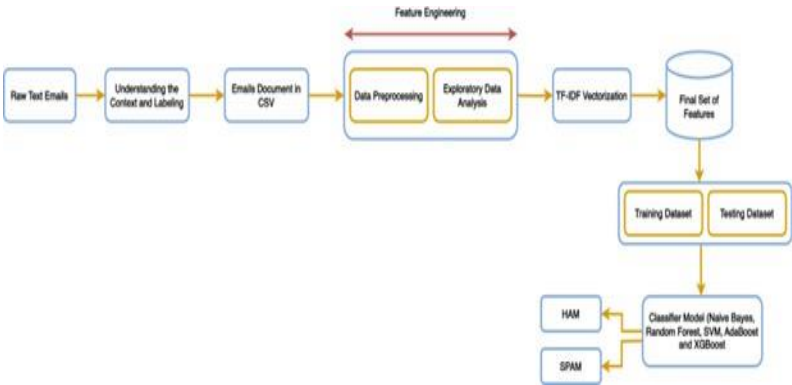 Feature Engineering
Raw Text Emails
Understanding the
Context and Labeling
Emails Document in
CSV
Data Preprocessing
Exploratory Data
Analysis
TF-IDF Vectorization
Final Set of
Features
Training Dataset
Testing Dataset
Classifier Model (Naive Bayes,
Random Forest, SVM, AdaBoost
and XGBoost
HAM
SPAM